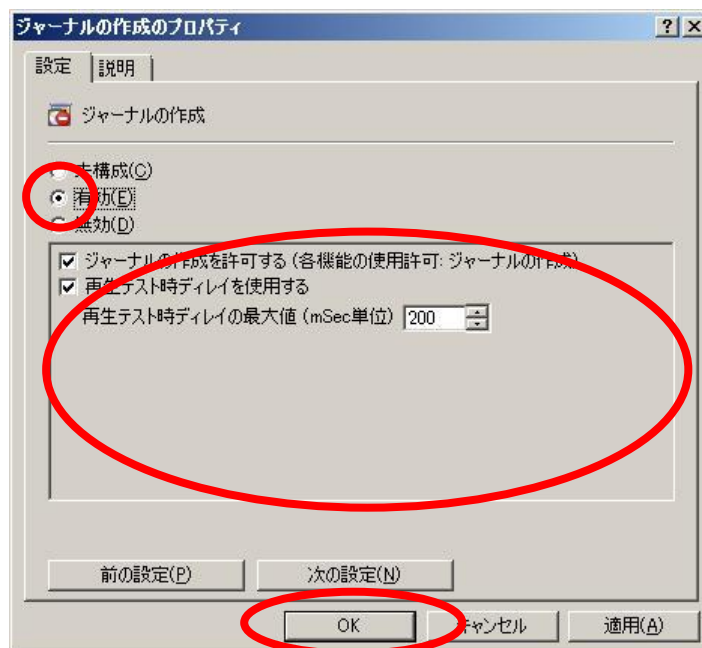 ジャーナルの作成のプロパティ
設定 説明
ジャーナルの作成
未構成(C)
有効(E)
無効(D)
ジャーナルの作成を許可する (各機能の使用許可: ジャーナルの作成)
再生テスト時ディレイを使用する
再生テスト時ディレイの最大値 (mSec単位) 200
前の設定(P) 次の設定(N)
OK キャンセル 適用(A)